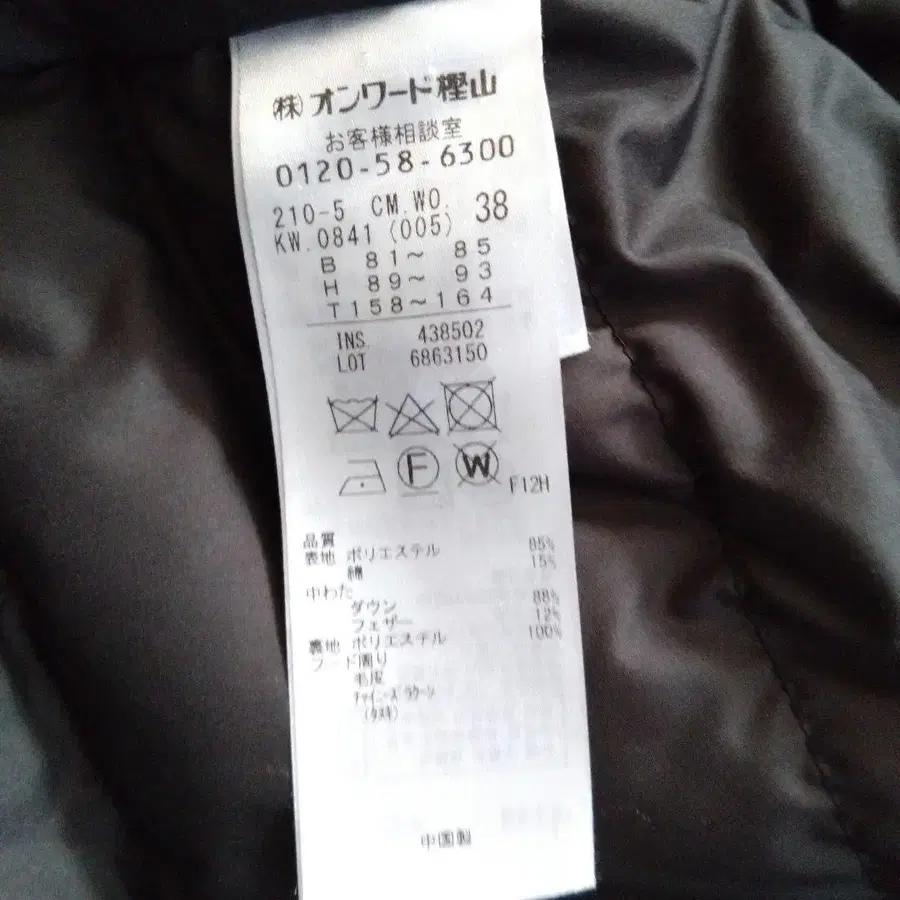 (株)オンワード樫山
お客様相談室
0120-58-6300
210-5 CM.WO. 38
KW.0841 (005)
B 81～ 85
H 89～ 93
T158～164
INS. 438502
LOT 6863150
F W F12H
品質
表地 ポリエステル 85%
綿 15%
中わた
ダウン 88%
フェザー 12%
裏地 ポリエステル 100%
フード周り
毛皮
チャイニーズラクーン
(タヌキ)
中国製